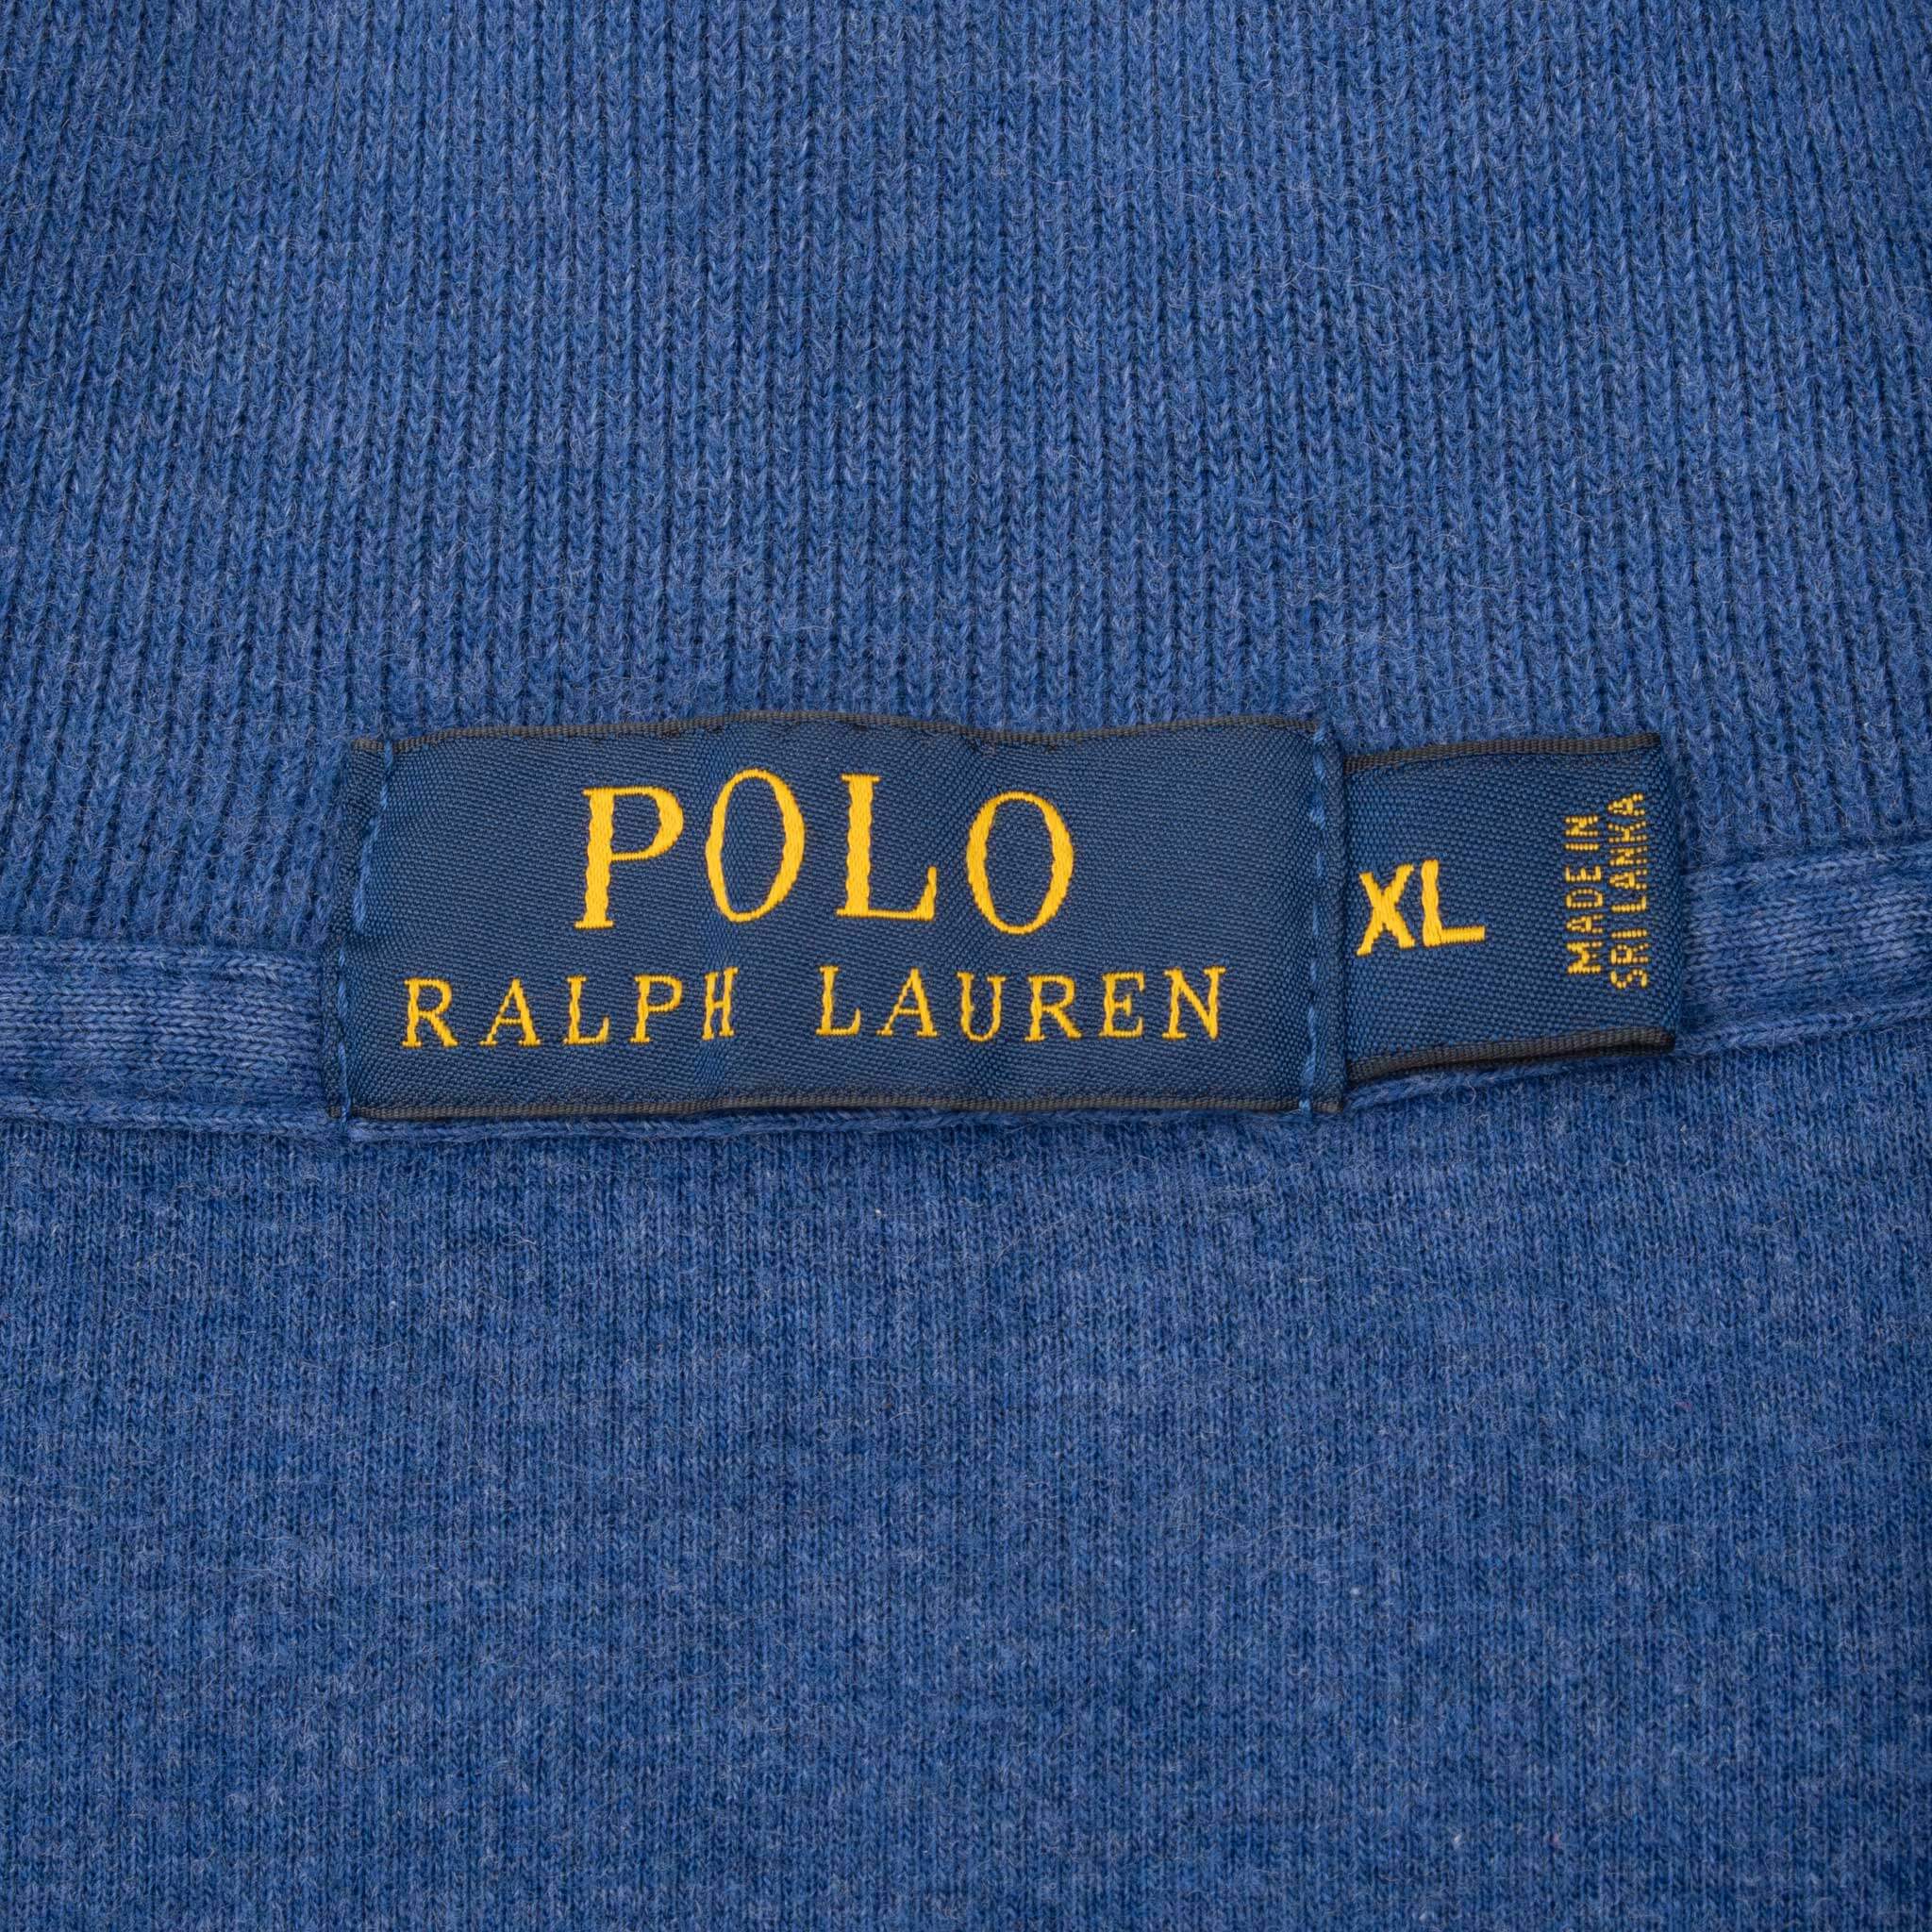 POLO
RALPH LAUREN
XL
MADE IN
SRI LANKA